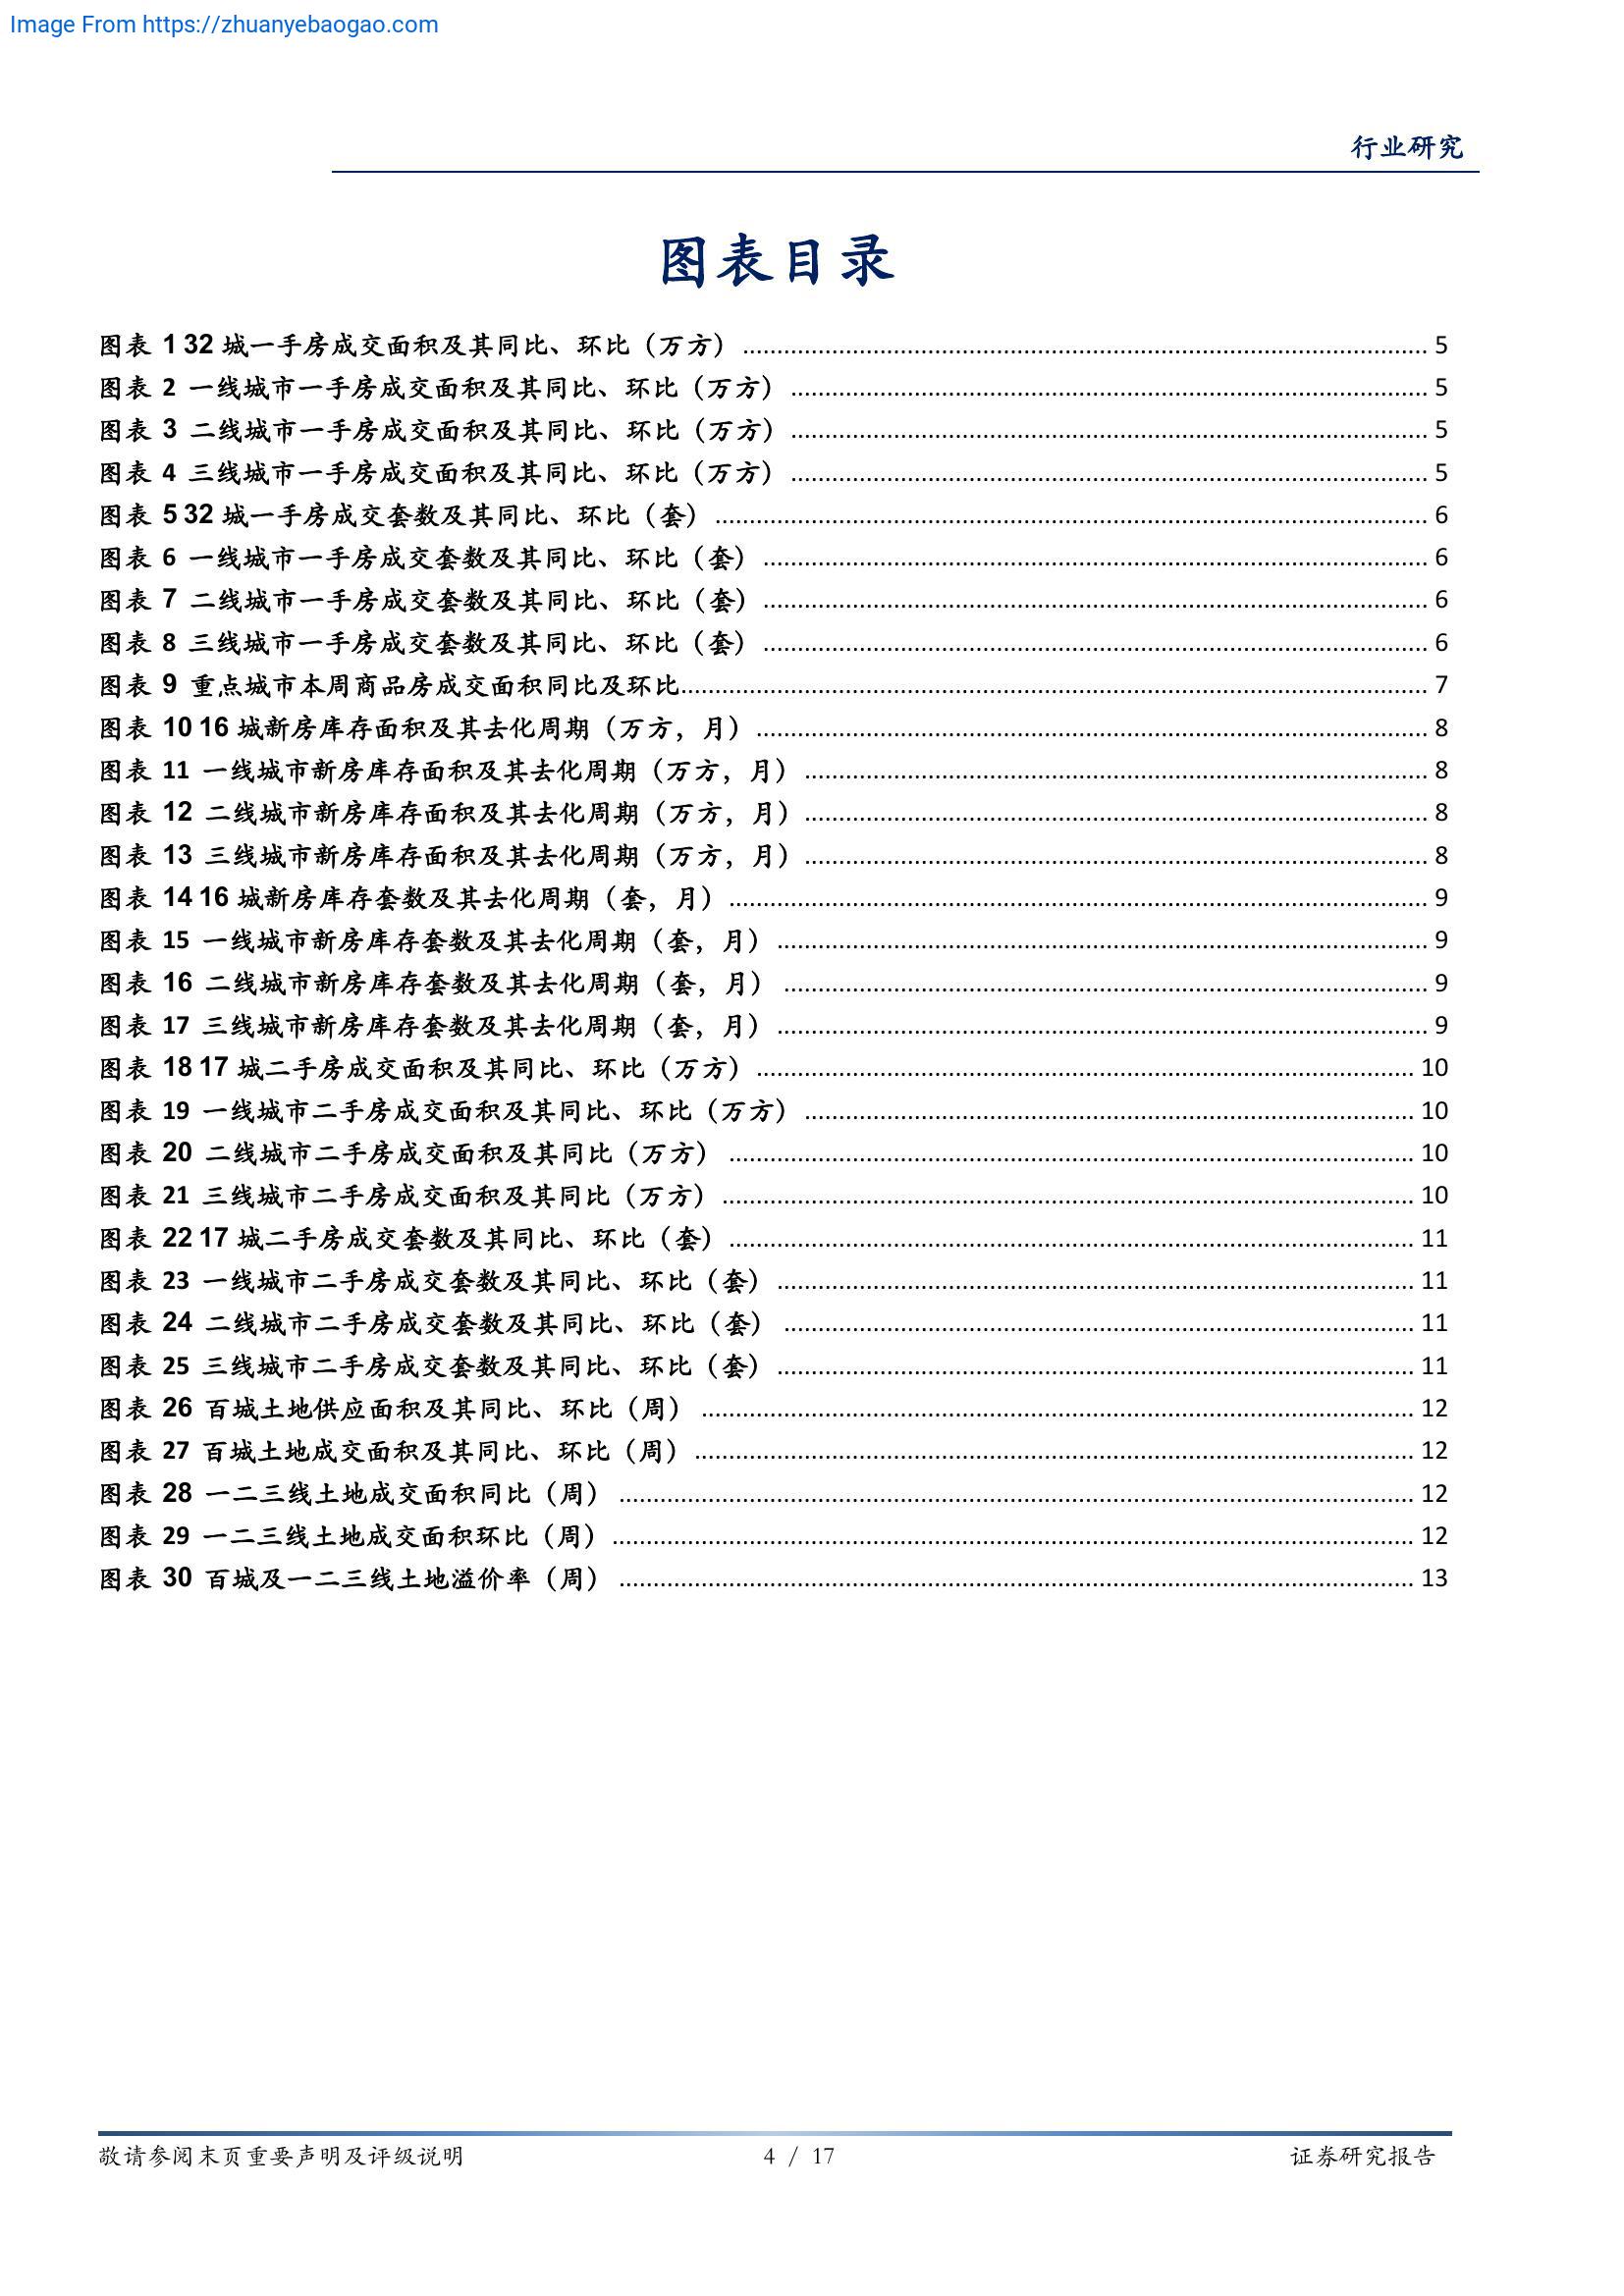 Image From https://zhuanyebaogao.com
行业研究
图表目录
图表 1 32 城一手房成交面积及其同比、环比（万方） ........ 5
图表 2 一线城市一手房成交面积及其同比、环比（万方） ........ 5
图表 3 二线城市一手房成交面积及其同比、环比（万方） ........ 5
图表 4 三线城市一手房成交面积及其同比、环比（万方） ........ 5
图表 5 32 城一手房成交套数及其同比、环比（套） ........ 6
图表 6 一线城市一手房成交套数及其同比、环比（套） ........ 6
图表 7 二线城市一手房成交套数及其同比、环比（套） ........ 6
图表 8 三线城市一手房成交套数及其同比、环比（套） ........ 6
图表 9 重点城市本周商品房成交面积同比及环比........ 7
图表 10 16 城新房库存面积及其去化周期（万方，月） ........ 8
图表 11 一线城市新房库存面积及其去化周期（万方，月） ........ 8
图表 12 二线城市新房库存面积及其去化周期（万方，月） ........ 8
图表 13 三线城市新房库存面积及其去化周期（万方，月） ........ 8
图表 14 16 城新房库存套数及其去化周期（套，月） ........ 9
图表 15 一线城市新房库存套数及其去化周期（套，月） ........ 9
图表 16 二线城市新房库存套数及其去化周期（套，月） ........ 9
图表 17 三线城市新房库存套数及其去化周期（套，月） ........ 9
图表 18 17 城二手房成交面积及其同比、环比（万方） ........ 10
图表 19 一线城市二手房成交面积及其同比、环比（万方） ........ 10
图表 20 二线城市二手房成交面积及其同比（万方） ........ 10
图表 21 三线城市二手房成交面积及其同比（万方） ........ 10
图表 22 17 城二手房成交套数及其同比、环比（套） ........ 11
图表 23 一线城市二手房成交套数及其同比、环比（套） ........ 11
图表 24 二线城市二手房成交套数及其同比、环比（套） ........ 11
图表 25 三线城市二手房成交套数及其同比、环比（套） ........ 11
图表 26 百城土地供应面积及其同比、环比（周） ........ 12
图表 27 百城土地成交面积及其同比、环比（周） ........ 12
图表 28 一二三线土地成交面积同比（周） ........ 12
图表 29 一二三线土地成交面积环比（周） ........ 12
图表 30 百城及一二三线土地溢价率（周） ........ 13
敬请参阅末页重要声明及评级说明 4 / 17 证券研究报告